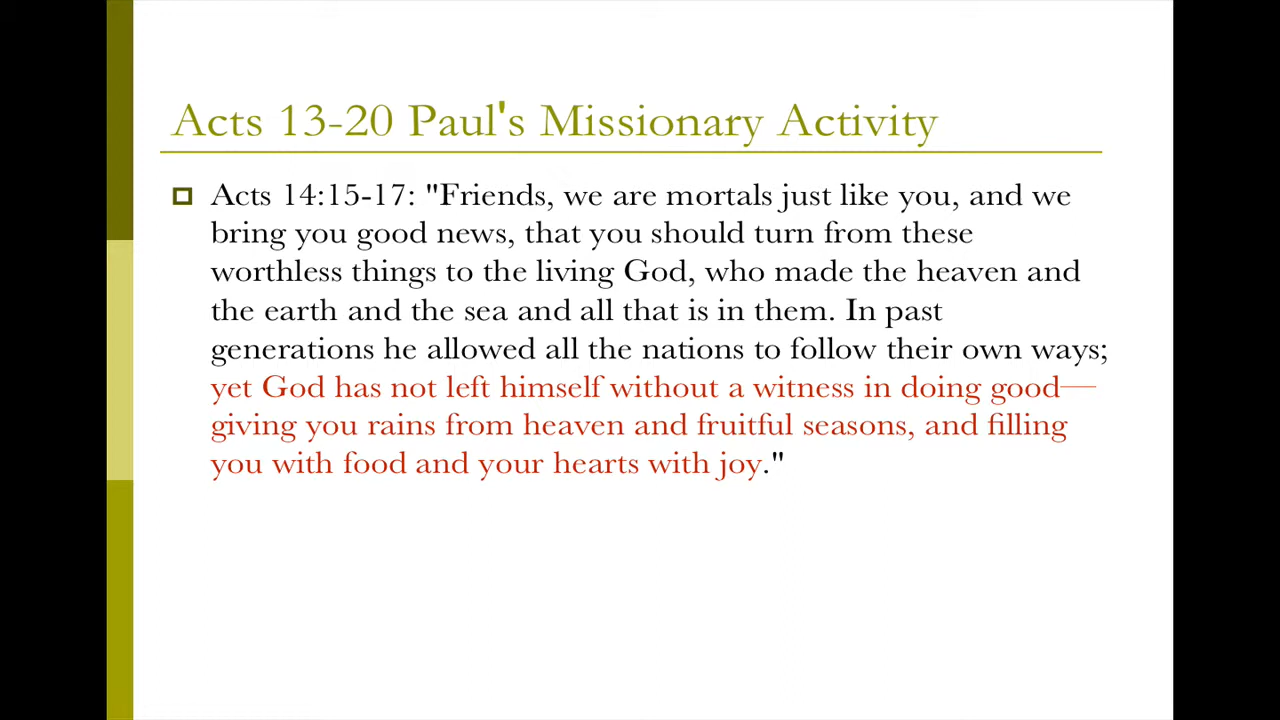 Acts 13-20 Paul's Missionary Activity
Acts 14:15-17: "Friends, we are mortals just like you, and we
bring you good news, that you should turn from these
worthless things to the living God, who made the heaven and
the earth and the sea and all that is in them. In past
generations he allowed all the nations to follow their own ways;
yet God has not left himself without a witness in doing good—
giving you rains from heaven and fruitful seasons, and filling
you with food and your hearts with joy."